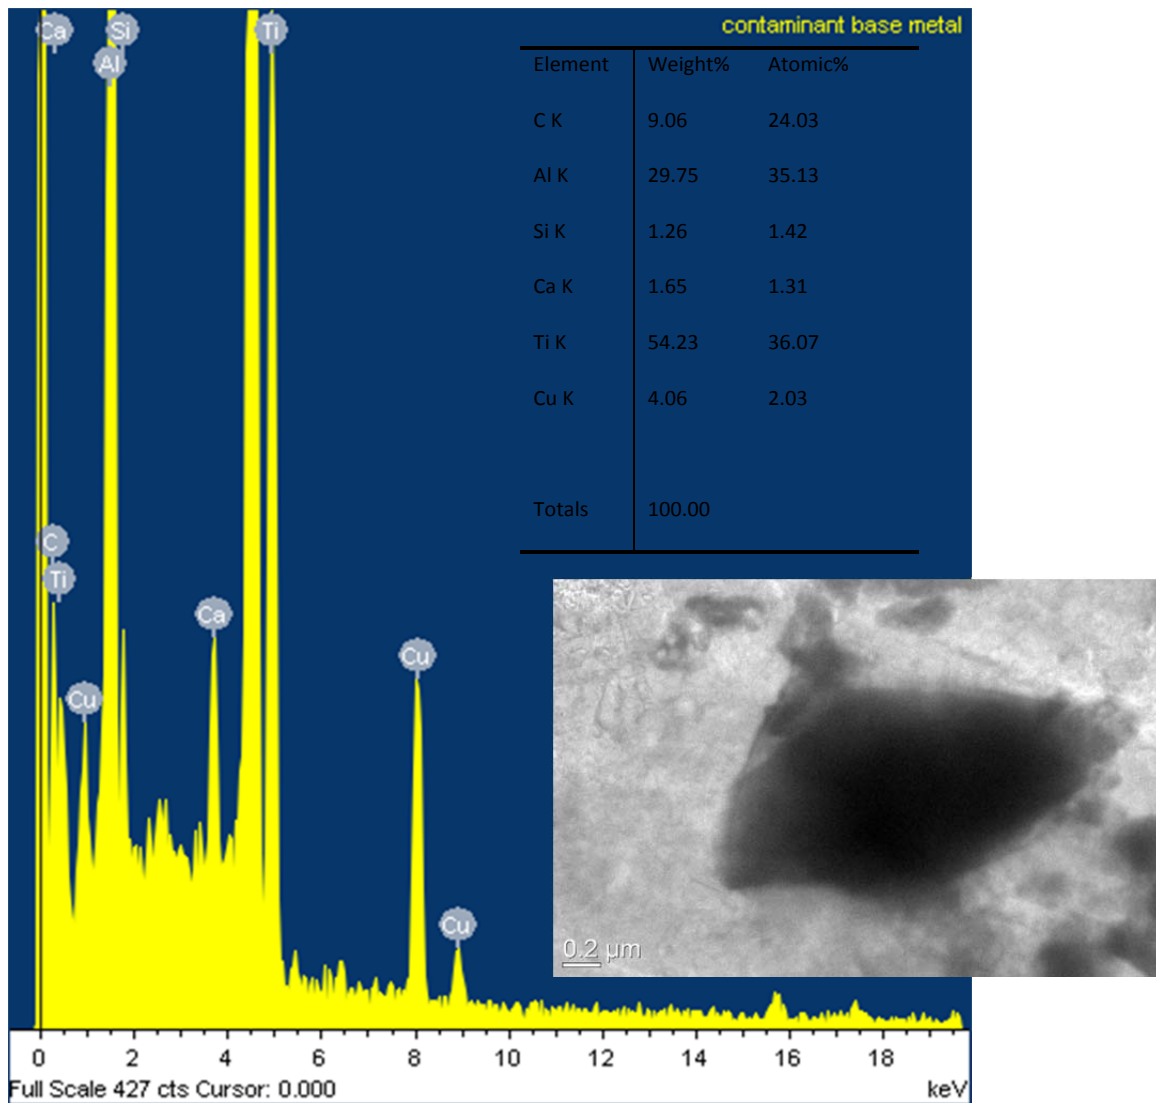 contaminant base metal
Ca Si Ti
Al
Element Weight% Atomic%
C K 9.06 24.03
Al K 29.75 35.13
Si K 1.26 1.42
Ca K 1.65 1.31
Ti K 54.23 36.07
Cu K 4.06 2.03
Totals 100.00
C
Ti
Ca
Cu
Cu
Cu
0.2 µm
0 2 4 6 8 10 12 14 16 18
Full Scale 427 cts Cursor: 0.000 keV